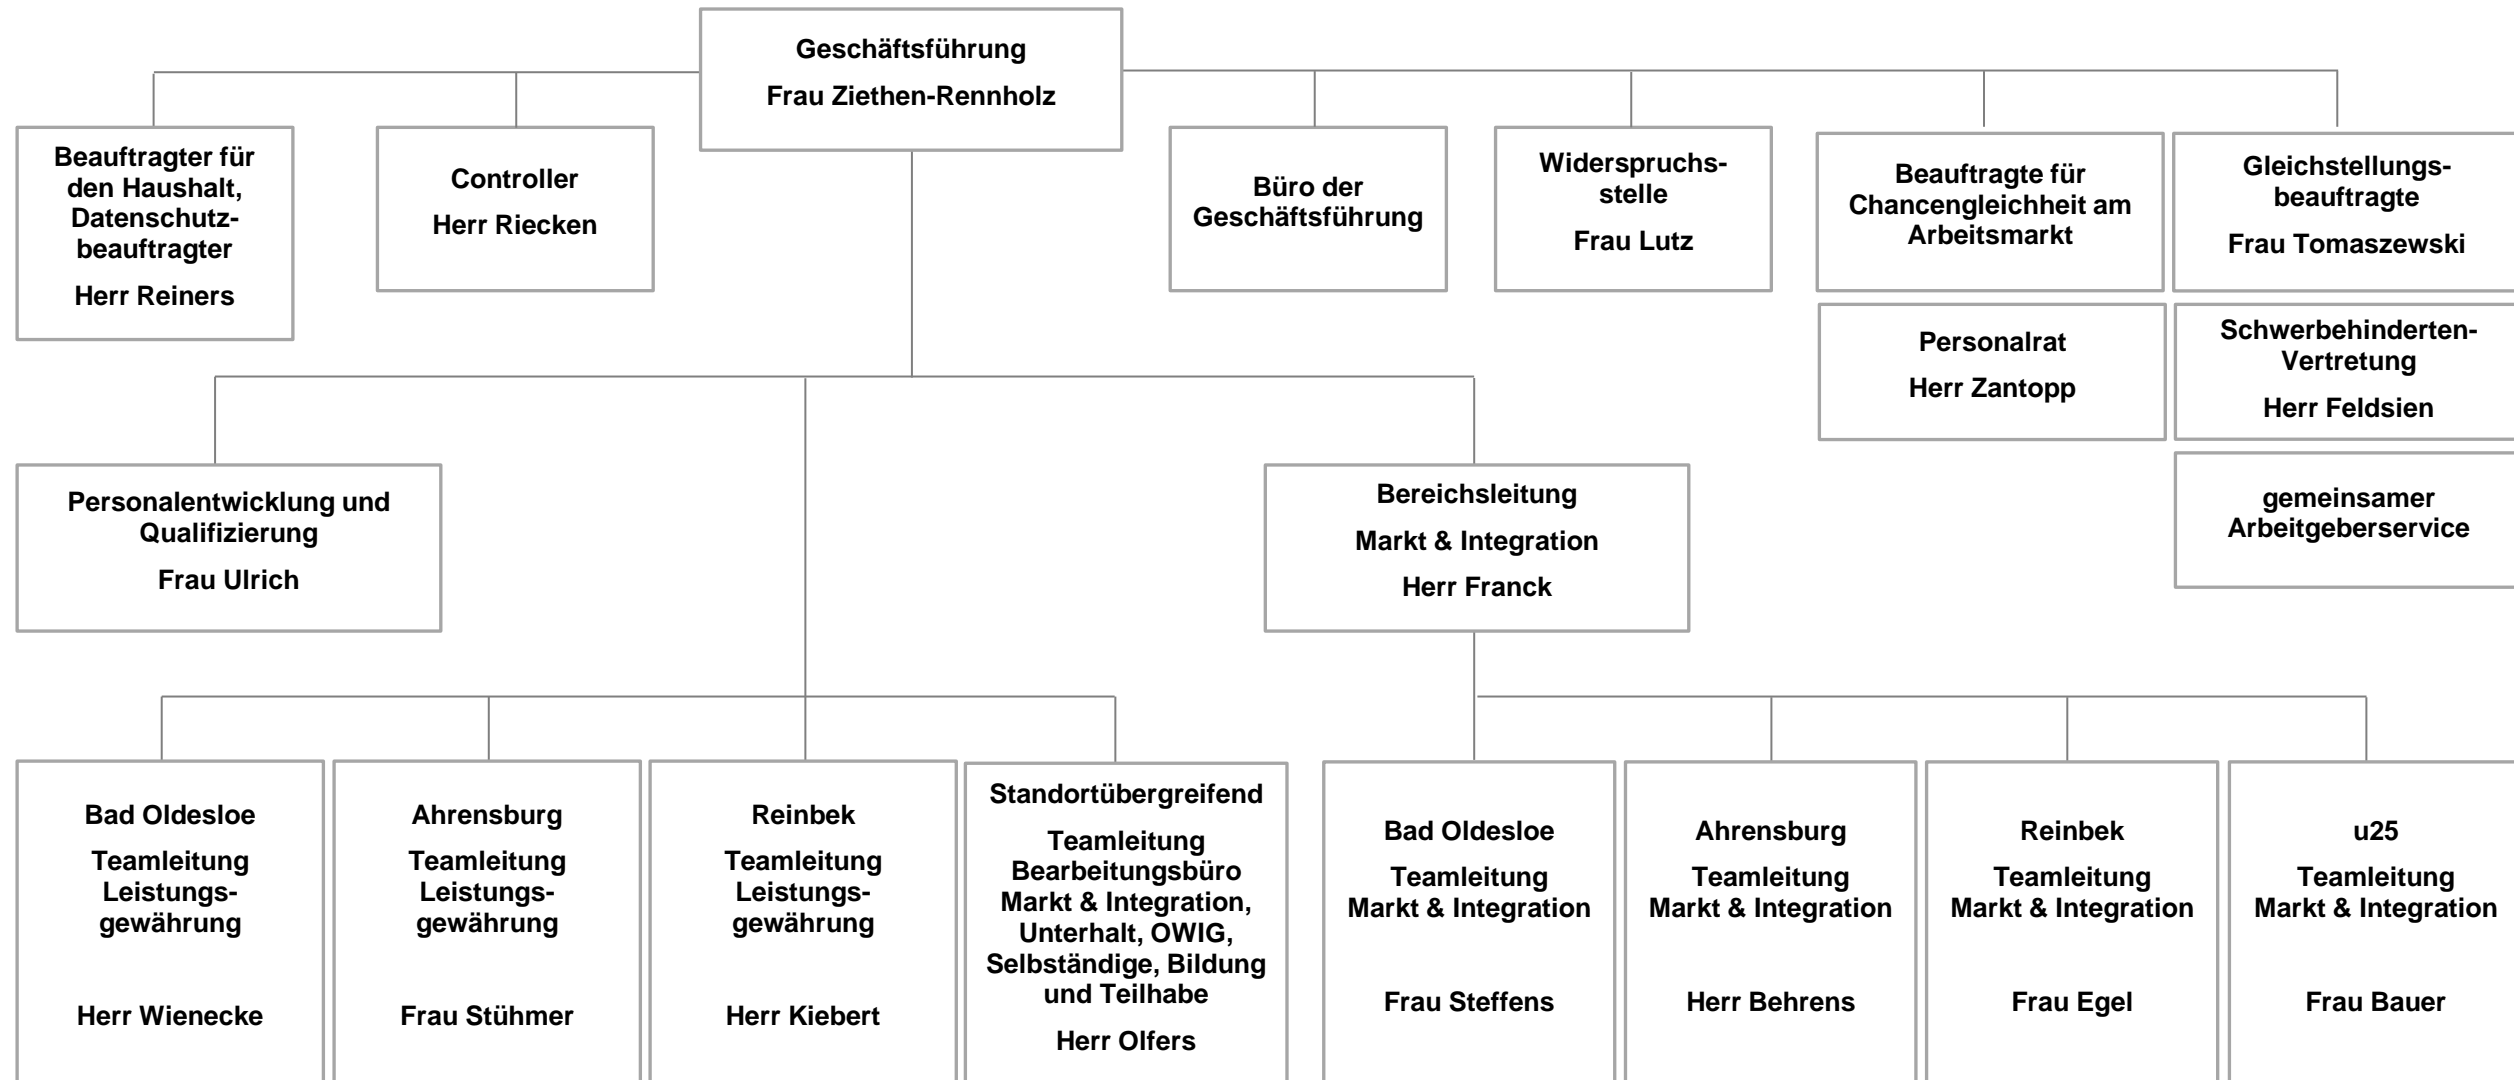 Geschäftsführung
Frau Ziethen-Rennholz
Beauftragter für
den Haushalt,
Datenschutz-
beauftragter
Herr Reiners
Controller
Herr Riecken
Büro der
Geschäftsführung
Widerspruchs-
stelle
Frau Lutz
Beauftragte für
Chancengleichheit am
Arbeitsmarkt
Gleichstellungs-
beauftragte
Frau Tomaszewski
Personalrat
Herr Zantopp
Schwerbehinderten-
Vertretung
Herr Feldsien
gemeinsamer
Arbeitgeberservice
Personalentwicklung und
Qualifizierung
Frau Ulrich
Bereichsleitung
Markt & Integration
Herr Franck
Bad Oldesloe
Teamleitung
Leistungs-
gewährung
Herr Wienecke
Ahrensburg
Teamleitung
Leistungs-
gewährung
Frau Stühmer
Reinbek
Teamleitung
Leistungs-
gewährung
Herr Kiebert
Standortübergreifend
Teamleitung
Bearbeitungsbüro
Markt & Integration,
Unterhalt, OWIG,
Selbständige, Bildung
und Teilhabe
Herr Olfers
Bad Oldesloe
Teamleitung
Markt & Integration
Frau Steffens
Ahrensburg
Teamleitung
Markt & Integration
Herr Behrens
Reinbek
Teamleitung
Markt & Integration
Frau Egel
u25
Teamleitung
Markt & Integration
Frau Bauer